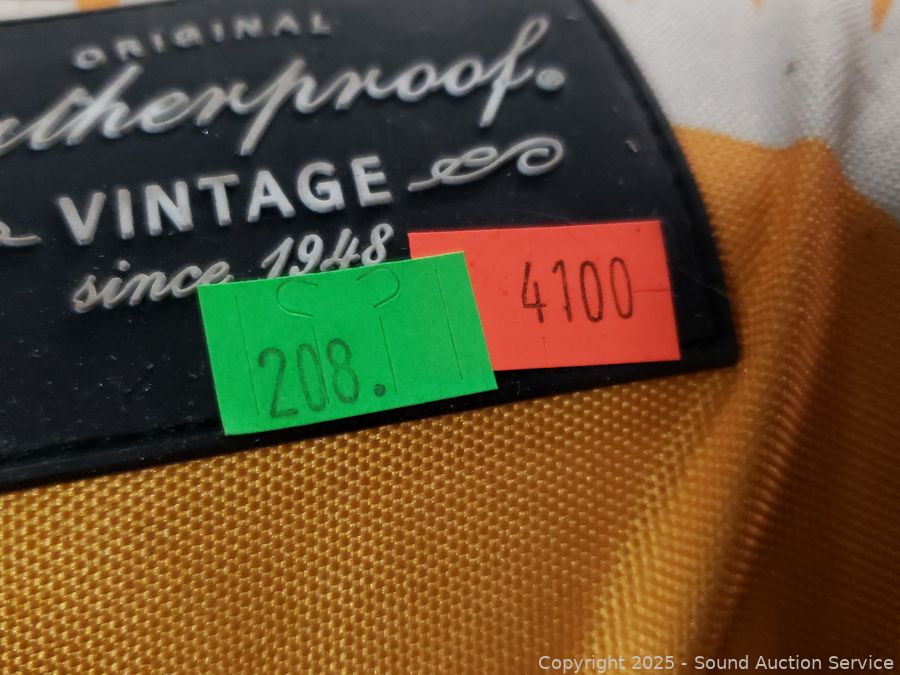 ORIGINAL
therproof.®
VINTAGE
since 1948
4100
208.
Copyright © 2025 - Sound Auction Service